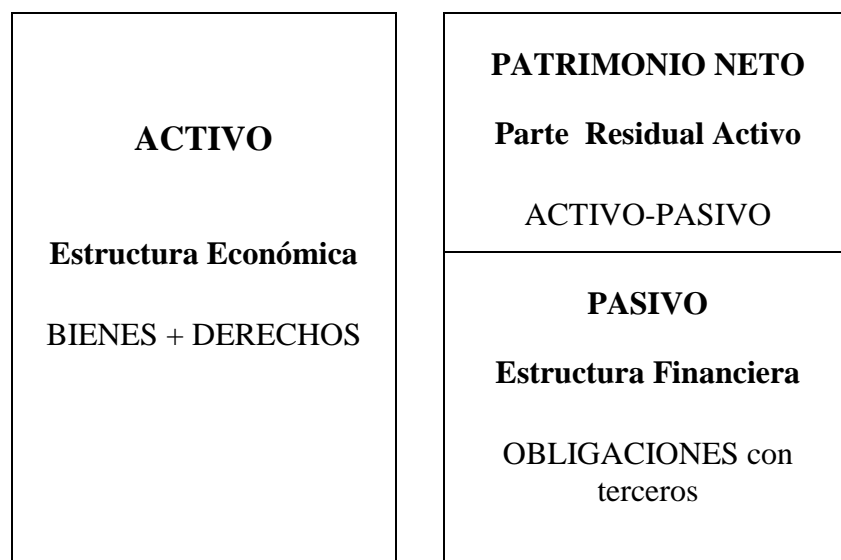 ACTIVO
Estructura Económica
BIENES + DERECHOS
PATRIMONIO NETO
Parte Residual Activo
ACTIVO-PASIVO
PASIVO
Estructura Financiera
OBLIGACIONES con
terceros